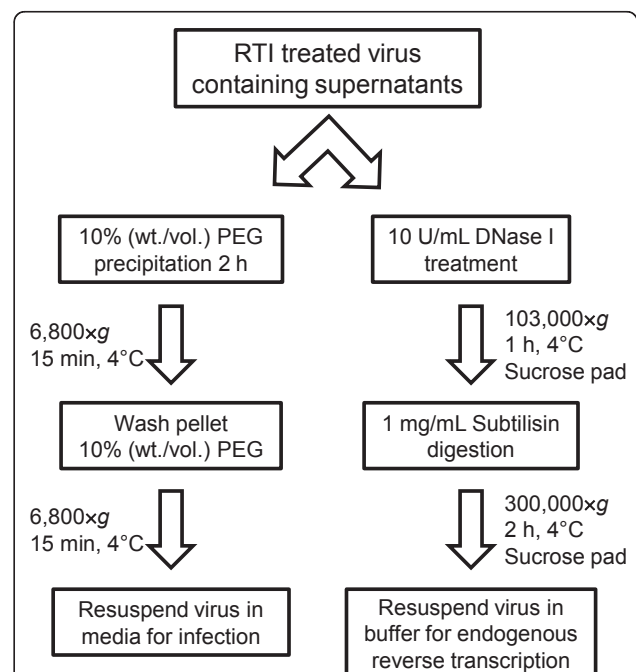 RTI treated virus
containing supernatants
10% (wt./vol.) PEG
precipitation 2 h
6,800×g
15 min, 4°C
Wash pellet
10% (wt./vol.) PEG
6,800×g
15 min, 4°C
Resuspend virus in
media for infection
10 U/mL DNase I
treatment
103,000×g
1 h, 4°C
Sucrose pad
1 mg/mL Subtilisin
digestion
300,000×g
2 h, 4°C
Sucrose pad
Resuspend virus in
buffer for endogenous
reverse transcription